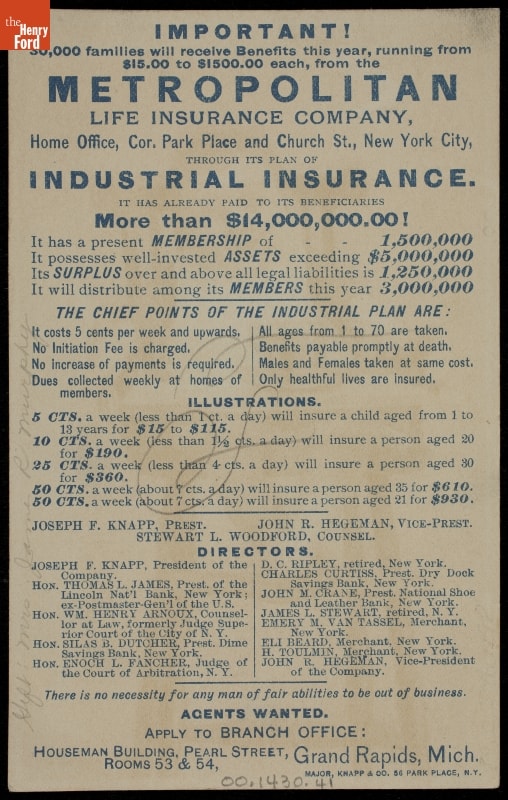 the
Henry
Ford
IMPORTANT!
30,000 families will receive Benefits this year, running from
$15.00 to $1500.00 each, from the
METROPOLITAN
LIFE INSURANCE COMPANY,
Home Office, Cor. Park Place and Church St., New York City,
THROUGH ITS PLAN OF
INDUSTRIAL INSURANCE.
IT HAS ALREADY PAID TO ITS BENEFICIARIES
More than $14,000,000.00!
It has a present MEMBERSHIP of - - 1,500,000
It possesses well-invested ASSETS exceeding $5,000,000
Its SURPLUS over and above all legal liabilities is 1,250,000
It will distribute among its MEMBERS this year 3,000,000
THE CHIEF POINTS OF THE INDUSTRIAL PLAN ARE:
It costs 5 cents per week and upwards,
No Initiation Fee is charged.
No increase of payments is required.
Dues collected weekly at homes of
members.
All ages from 1 to 70 are taken.
Benefits payable promptly at death.
Males and Females taken at same cost.
Only healthful lives are insured.
ILLUSTRATIONS.
5 CTS. a week (less than 1 ct. a day) will insure a child aged from 1 to
13 years for $15 to $115.
10 CTS. a week (less than 1½ cts. a day) will insure a person aged 20
for $190.
25 CTS. a week (less than 4 cts. a day) will insure a person aged 30
for $360.
50 CTS. a week (about 7 cts. a day) will insure a person aged 35 for $610.
50 CTS. a week (about 7 cts. a day) will insure a person aged 21 for $930.
JOSEPH F. KNAPP, PREST. JOHN R. HEGEMAN, VICE-PREST.
STEWART L. WOODFORD, COUNSEL.
DIRECTORS.
JOSEPH F. KNAPP, President of the
Company.
HON. THOMAS L. JAMES, Prest. of the
Lincoln Nat'l Bank, New York;
ex-Postmaster-Gen'l of the U.S.
HON. WM. HENRY ARNOUX, Counsel-
lor at Law, formerly Judge Supe-
rior Court of the City of N. Y.
HON. SILAS B. DUTCHER, Prest. Dime
Savings Bank, New York.
HON. ENOCH L. FANCHER, Judge of
the Court of Arbitration, N. Y.
D. C. RIPLEY, retired, New York.
CHARLES CURTISS, Prest. Dry Dock
Savings Bank, New York.
JOHN M. CRANE, Prest. National Shoe
and Leather Bank, New York.
JAMES L. STEWART, retired, N. Y.
EMERY M. VAN TASSEL, Merchant,
New York.
ELI BEARD, Merchant, New York.
H. TOULMIN, Merchant, New York.
JOHN R. HEGEMAN, Vice-President
of the Company.
There is no necessity for any man of fair abilities to be out of business.
AGENTS WANTED.
APPLY TO BRANCH OFFICE:
HOUSEMAN BUILDING, PEARL STREET,
ROOMS 53 & 54,
Grand Rapids, Mich.
MAJOR, KNAPP & CO. 56 PARK PLACE, N.Y.
00.1430.41